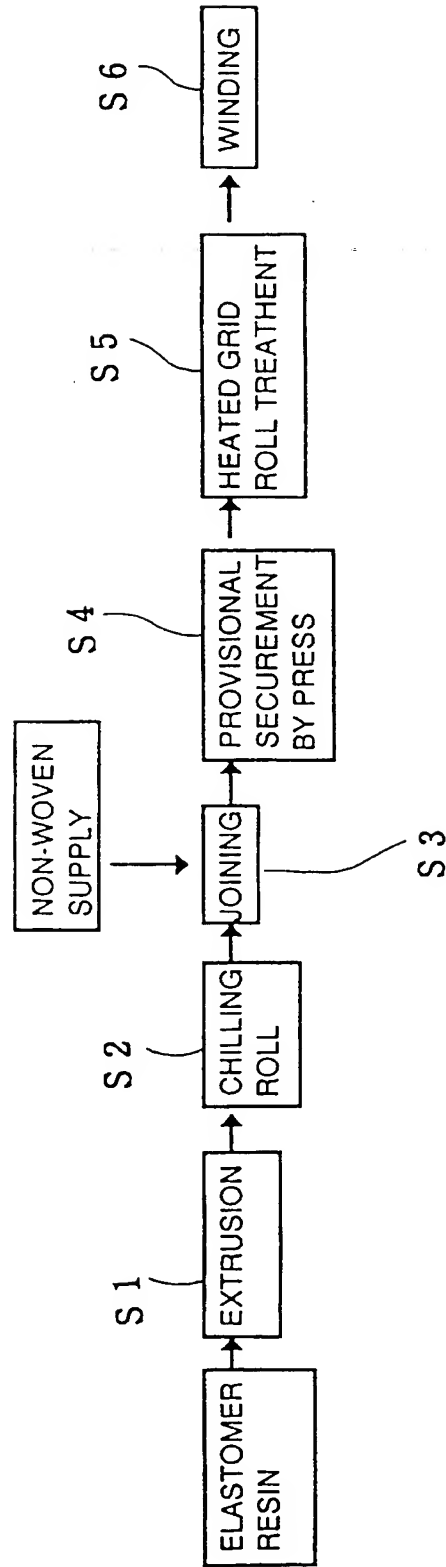 ELASTOMER
RESIN
S 1
EXTRUSION
S 2
CHILLING
ROLL
NON-WOVEN
SUPPLY
JOINING
S 3
S 4
PROVISIONAL
SECUREMENT
BY PRESS
S 5
HEATED GRID
ROLL TREATHENT
S 6
WINDING